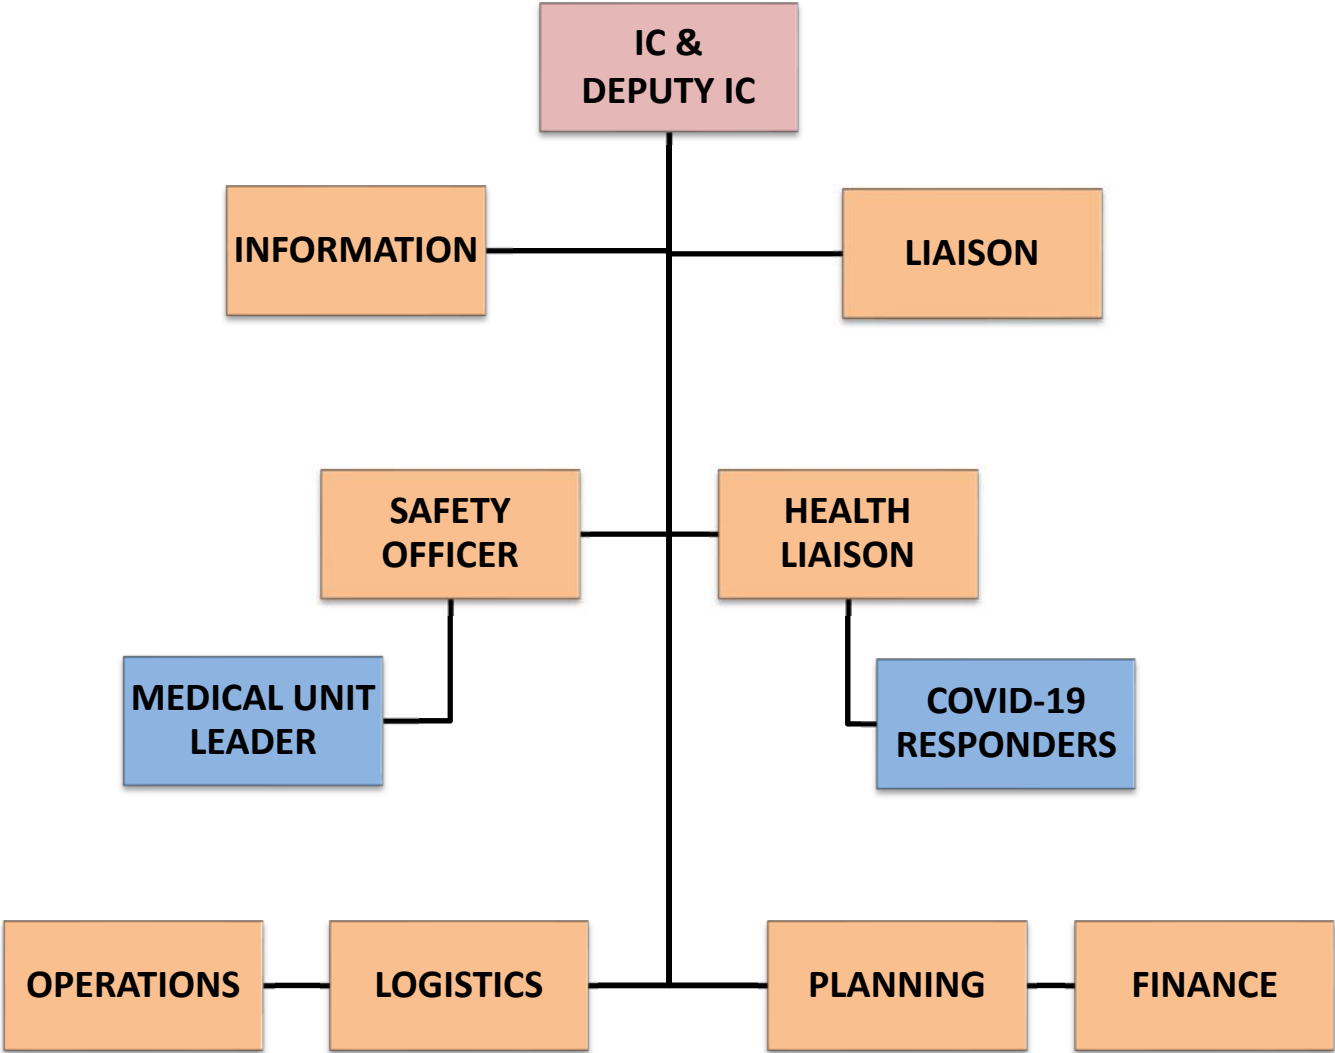 IC &
DEPUTY IC
INFORMATION
LIAISON
SAFETY
OFFICER
HEALTH
LIAISON
MEDICAL UNIT
LEADER
COVID-19
RESPONDERS
OPERATIONS
LOGISTICS
PLANNING
FINANCE